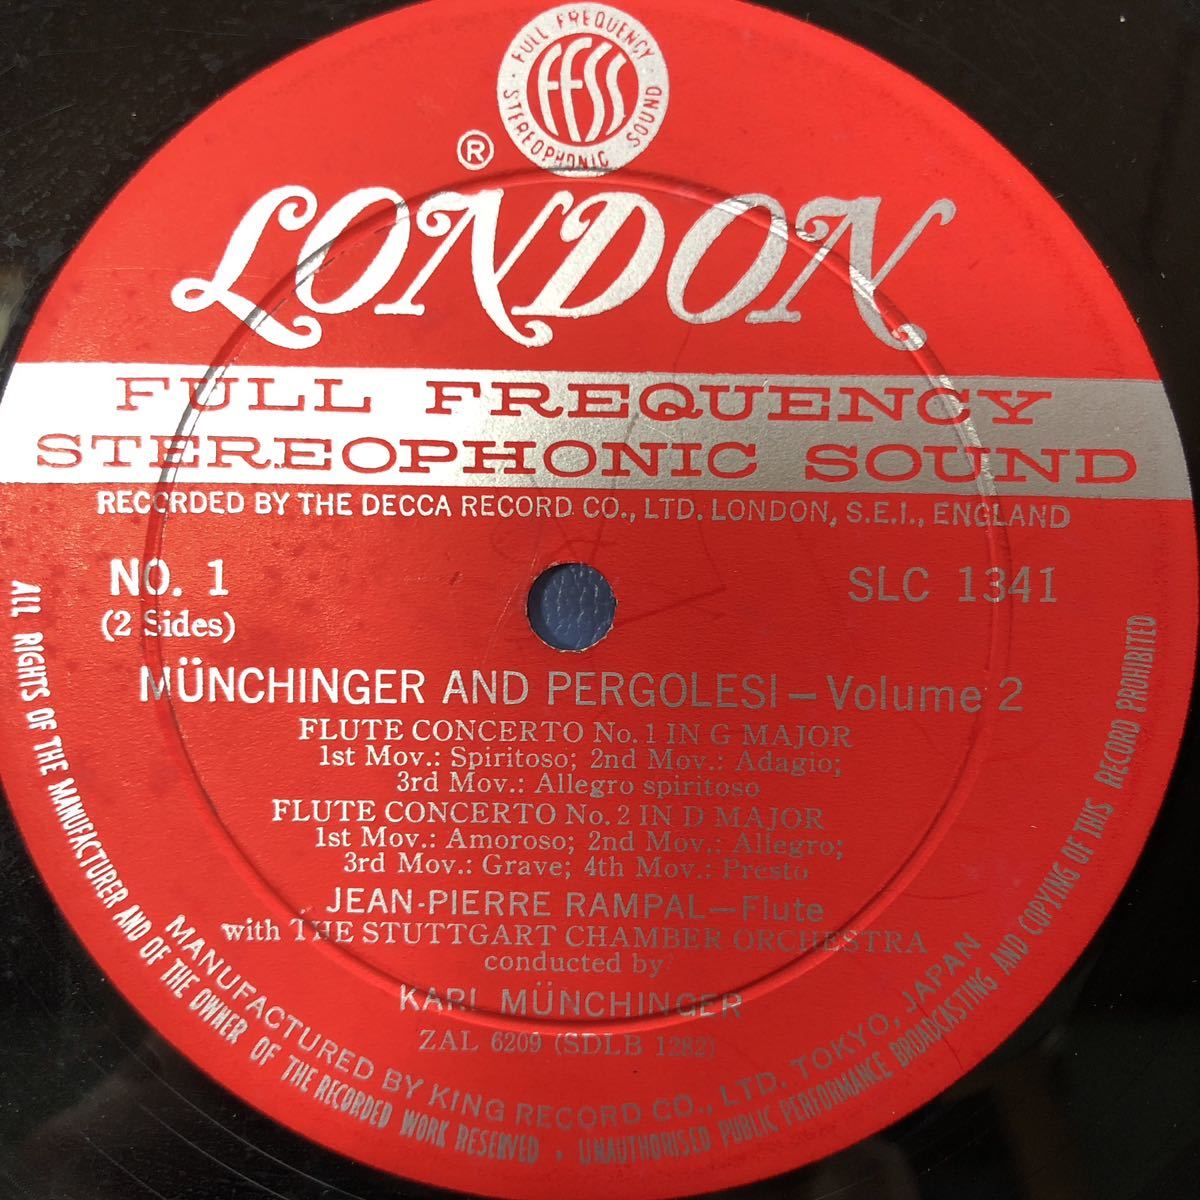 FULL FREQUENCY
FFSS
STEREOPHONIC SOUND
®
LONDON
FULL FREQUENCY
STEREOPHONIC SOUND
RECORDED BY THE DECCA RECORD CO., LTD. LONDON, S.E.I., ENGLAND
NO. 1
(2 Sides)
SLC 1341
MÜNCHINGER AND PERGOLESI — Volume 2
FLUTE CONCERTO No. 1 IN G MAJOR
1st Mov.: Spiritoso; 2nd Mov.: Adagio;
3rd Mov.: Allegro spiritoso
FLUTE CONCERTO No. 2 IN D MAJOR
1st Mov.: Amoroso; 2nd Mov.: Allegro;
3rd Mov.: Grave; 4th Mov.: Presto
JEAN-PIERRE RAMPAL — Flute
with THE STUTTGART CHAMBER ORCHESTRA
conducted by
KARL MÜNCHINGER
ZAL 6209 (SDLB 1282)
MANUFACTURED BY KING RECORD CO., LTD. TOKYO, JAPAN
ALL RIGHTS OF THE MANUFACTURER AND OF THE OWNER OF THE RECORDED WORK RESERVED · UNAUTHORISED PUBLIC PERFORMANCE BROADCASTING AND COPYING OF THIS RECORD PROHIBITED